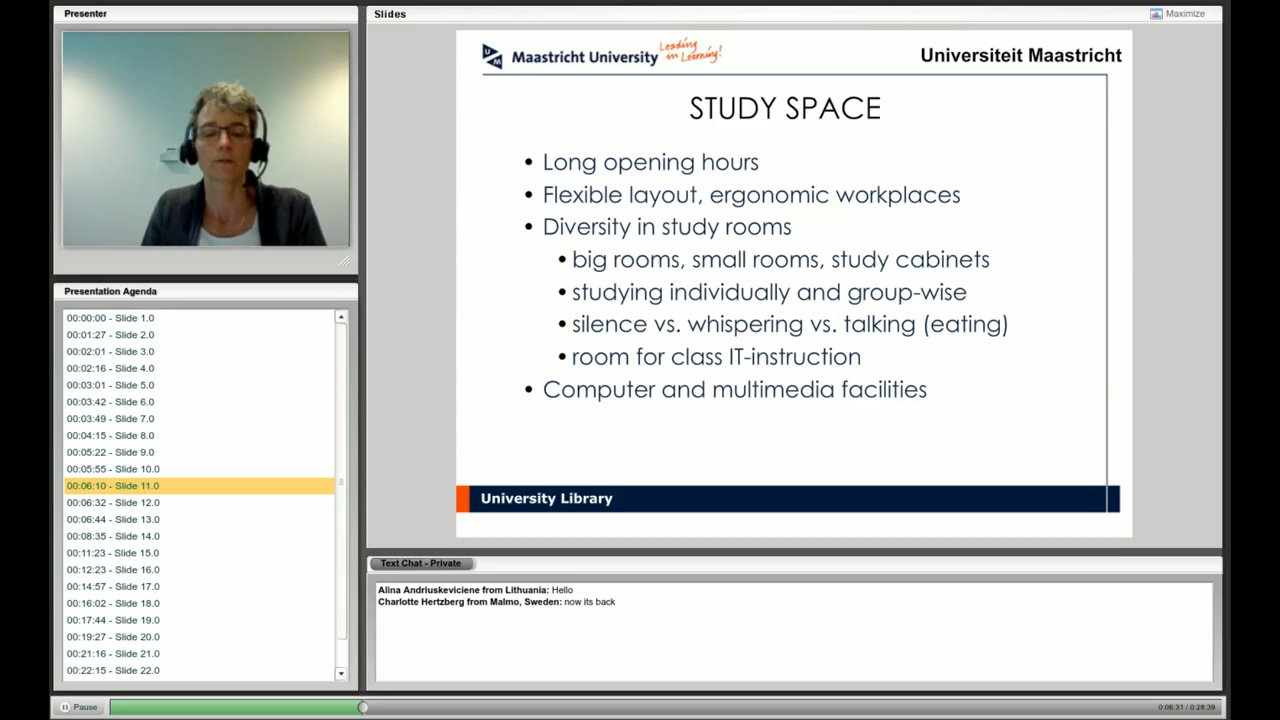 Presenter
Slides
Maximize
Maastricht University
Leading in Learning!
Universiteit Maastricht
STUDY SPACE
• Long opening hours
• Flexible layout, ergonomic workplaces
• Diversity in study rooms
• big rooms, small rooms, study cabinets
• studying individually and group-wise
• silence vs. whispering vs. talking (eating)
• room for class IT-instruction
• Computer and multimedia facilities
University Library
Presentation Agenda
00:00:00 - Slide 1.0
00:01:27 - Slide 2.0
00:02:01 - Slide 3.0
00:02:16 - Slide 4.0
00:03:01 - Slide 5.0
00:03:42 - Slide 6.0
00:03:49 - Slide 7.0
00:04:15 - Slide 8.0
00:05:22 - Slide 9.0
00:05:55 - Slide 10.0
00:06:10 - Slide 11.0
00:06:32 - Slide 12.0
00:06:44 - Slide 13.0
00:08:35 - Slide 14.0
00:11:23 - Slide 15.0
00:12:23 - Slide 16.0
00:14:57 - Slide 17.0
00:16:02 - Slide 18.0
00:17:44 - Slide 19.0
00:19:27 - Slide 20.0
00:21:16 - Slide 21.0
00:22:15 - Slide 22.0
Text Chat - Private
Alina Andriuskeviciene from Lithuania: Hello
Charlotte Hertzberg from Malmo, Sweden: now its back
Pause
0:06:31 / 0:28:39